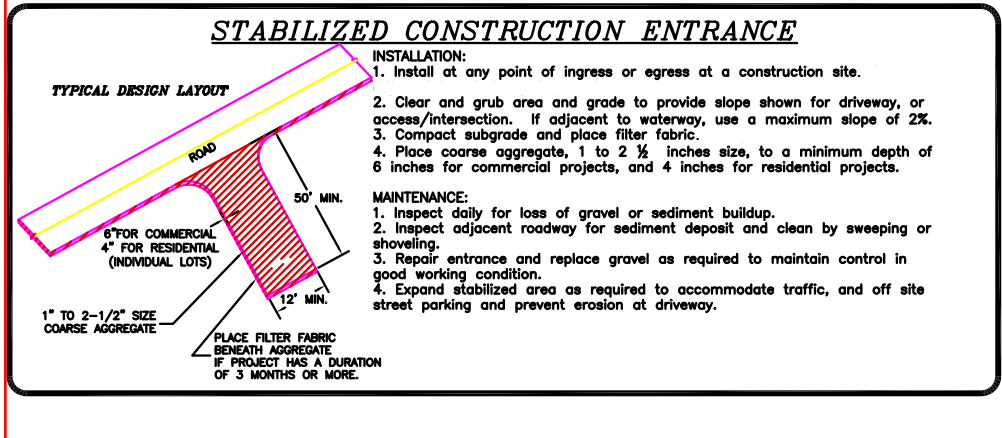 STABILIZED CONSTRUCTION ENTRANCE
TYPICAL DESIGN LAYOUT
ROAD
50' MIN.
6"FOR COMMERCIAL
4" FOR RESIDENTIAL
(INDIVIDUAL LOTS)
12' MIN.
1" TO 2-1/2" SIZE
COARSE AGGREGATE
PLACE FILTER FABRIC
BENEATH AGGREGATE
IF PROJECT HAS A DURATION
OF 3 MONTHS OR MORE.
INSTALLATION:
1. Install at any point of ingress or egress at a construction site.
2. Clear and grub area and grade to provide slope shown for driveway, or
access/intersection. If adjacent to waterway, use a maximum slope of 2%.
3. Compact subgrade and place filter fabric.
4. Place coarse aggregate, 1 to 2 ½ inches size, to a minimum depth of
6 inches for commercial projects, and 4 inches for residential projects.
MAINTENANCE:
1. Inspect daily for loss of gravel or sediment buildup.
2. Inspect adjacent roadway for sediment deposit and clean by sweeping or
shoveling.
3. Repair entrance and replace gravel as required to maintain control in
good working condition.
4. Expand stabilized area as required to accommodate traffic, and off site
street parking and prevent erosion at driveway.